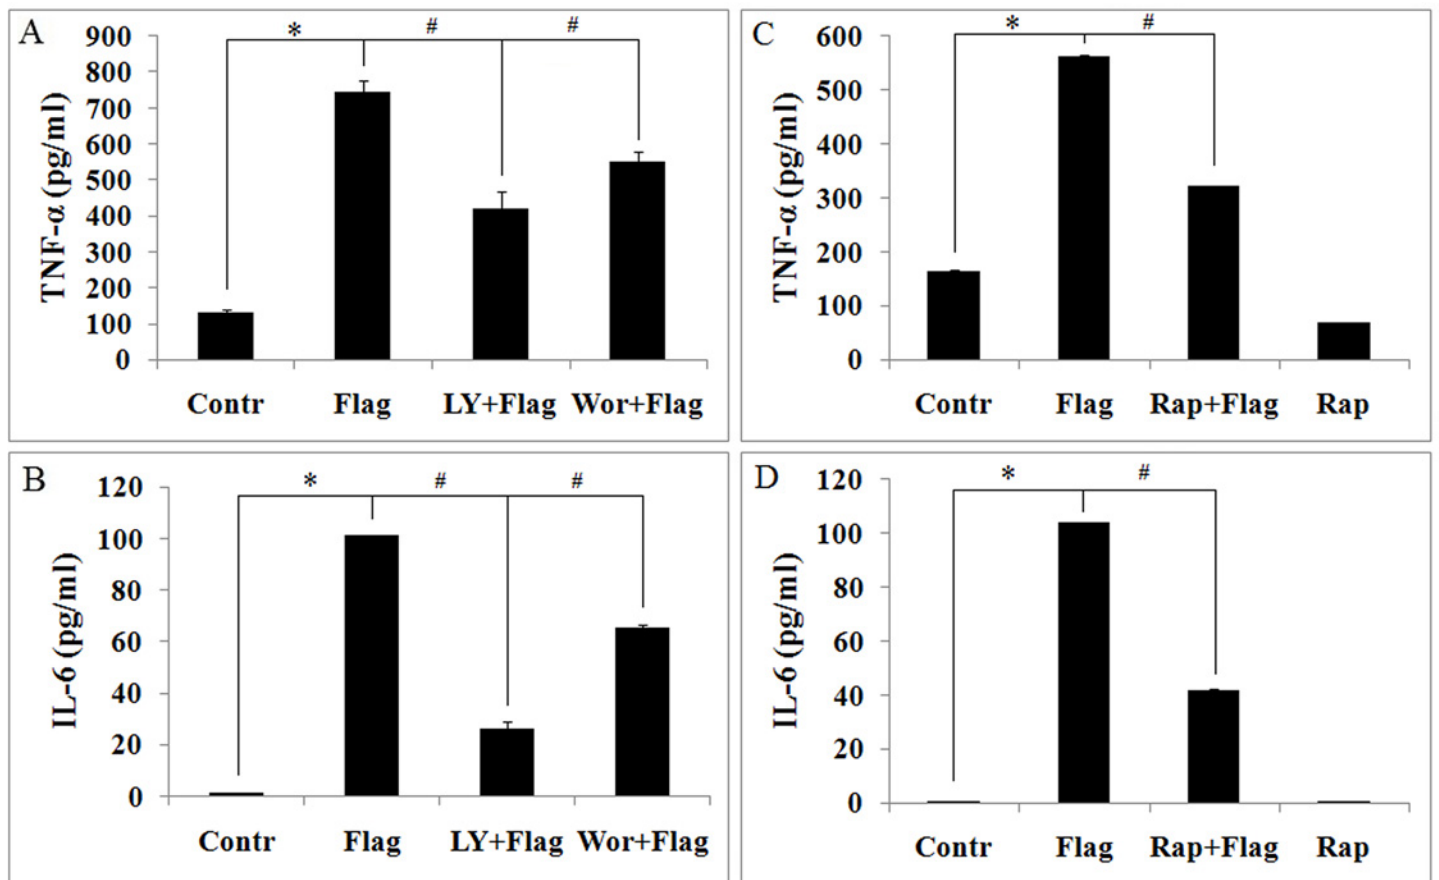 A
TNF-α (pg/ml)
900
800
700
600
500
400
300
200
100
0
* # #
Contr Flag LY+Flag Wor+Flag
C
TNF-α (pg/ml)
600
500
400
300
200
100
0
* #
Contr Flag Rap+Flag Rap
B
IL-6 (pg/ml)
120
100
80
60
40
20
0
* # #
Contr Flag LY+Flag Wor+Flag
D
IL-6 (pg/ml)
120
100
80
60
40
20
0
* #
Contr Flag Rap+Flag Rap